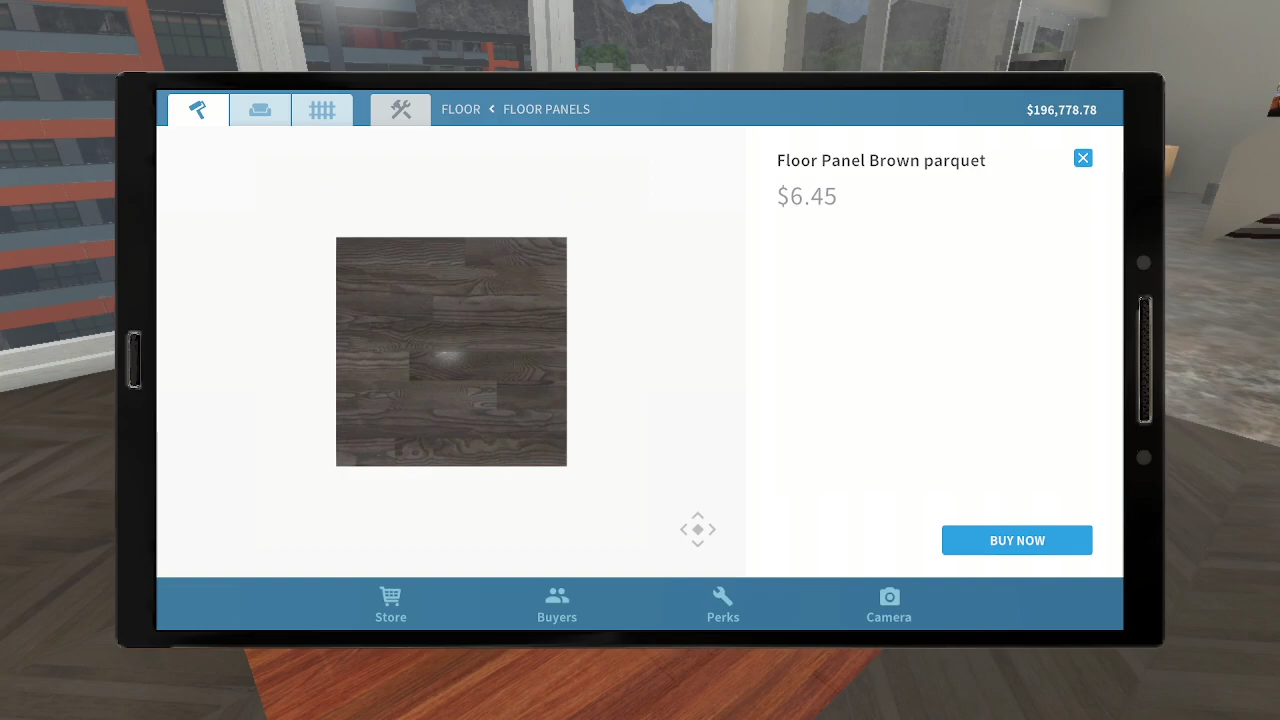 FLOOR < FLOOR PANELS
$196,778.78
Floor Panel Brown parquet
$6.45
BUY NOW
Store
Buyers
Perks
Camera